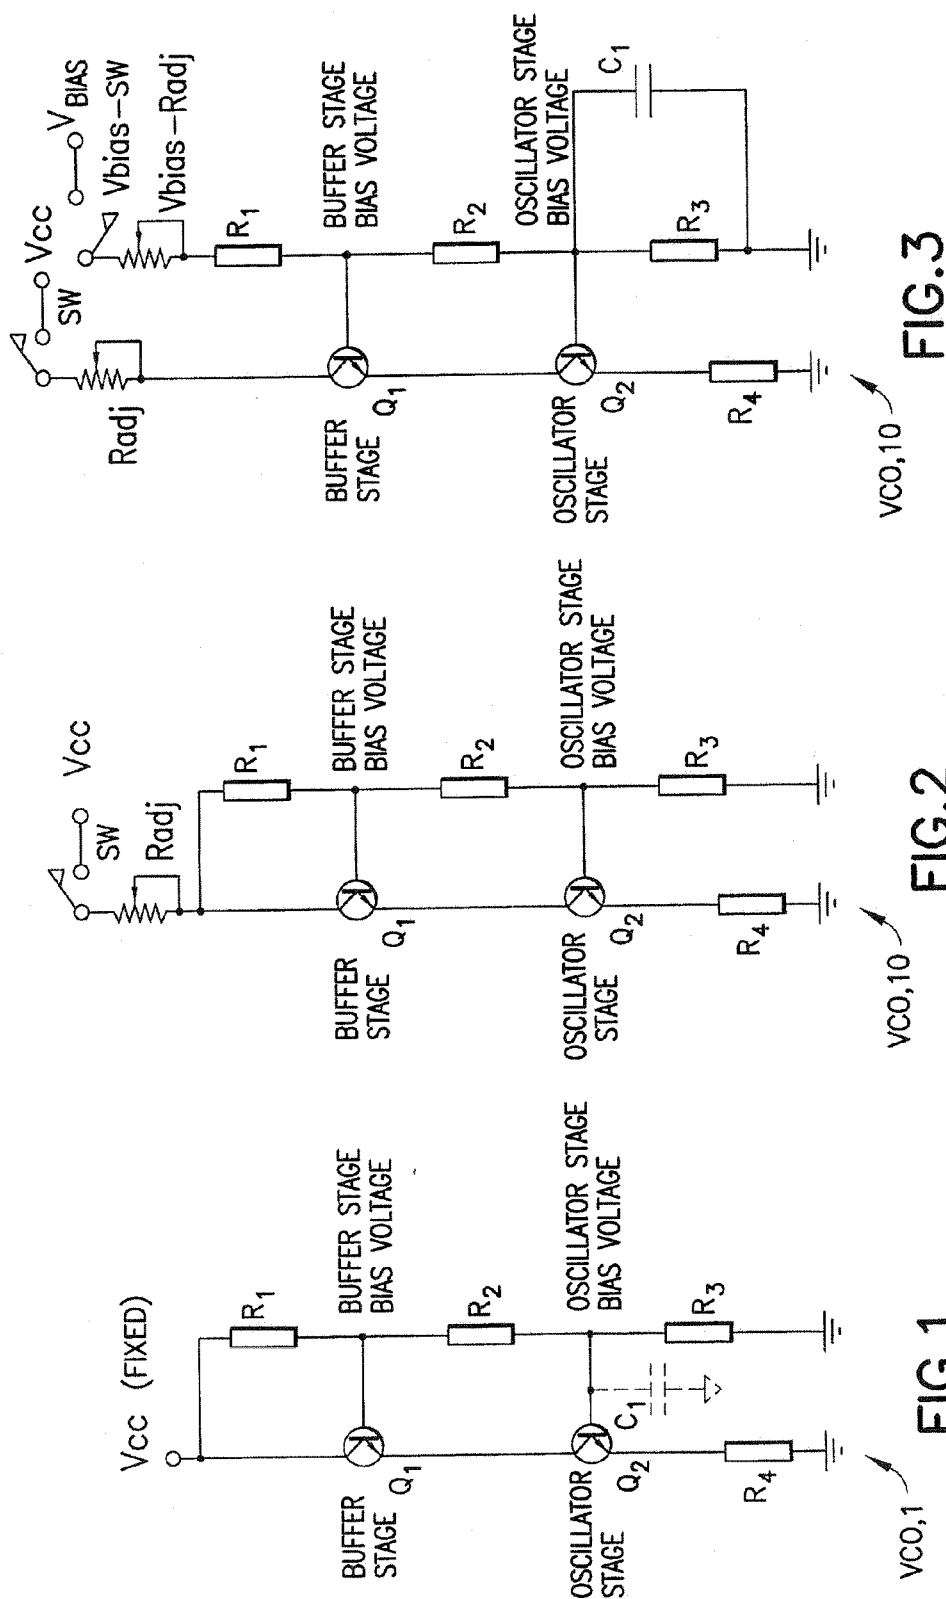 Vcc (FIXED)
R1
BUFFER STAGE
BIAS VOLTAGE
BUFFER
STAGE
Q1
R2
OSCILLATOR STAGE
BIAS VOLTAGE
C1
OSCILLATOR
STAGE
Q2
R3
R4
VCO,1
FIG.1
Vcc
SW
Radj
R1
BUFFER STAGE
BIAS VOLTAGE
BUFFER
STAGE
Q1
R2
OSCILLATOR STAGE
BIAS VOLTAGE
OSCILLATOR
STAGE
Q2
R3
R4
VCO,10
FIG.2
Vcc
SW
VBIAS
Vbias-SW
Vbias-Radj
Radj
R1
BUFFER STAGE
BIAS VOLTAGE
BUFFER
STAGE
Q1
R2
OSCILLATOR STAGE
BIAS VOLTAGE
C1
OSCILLATOR
STAGE
Q2
R3
R4
VCO,10
FIG.3